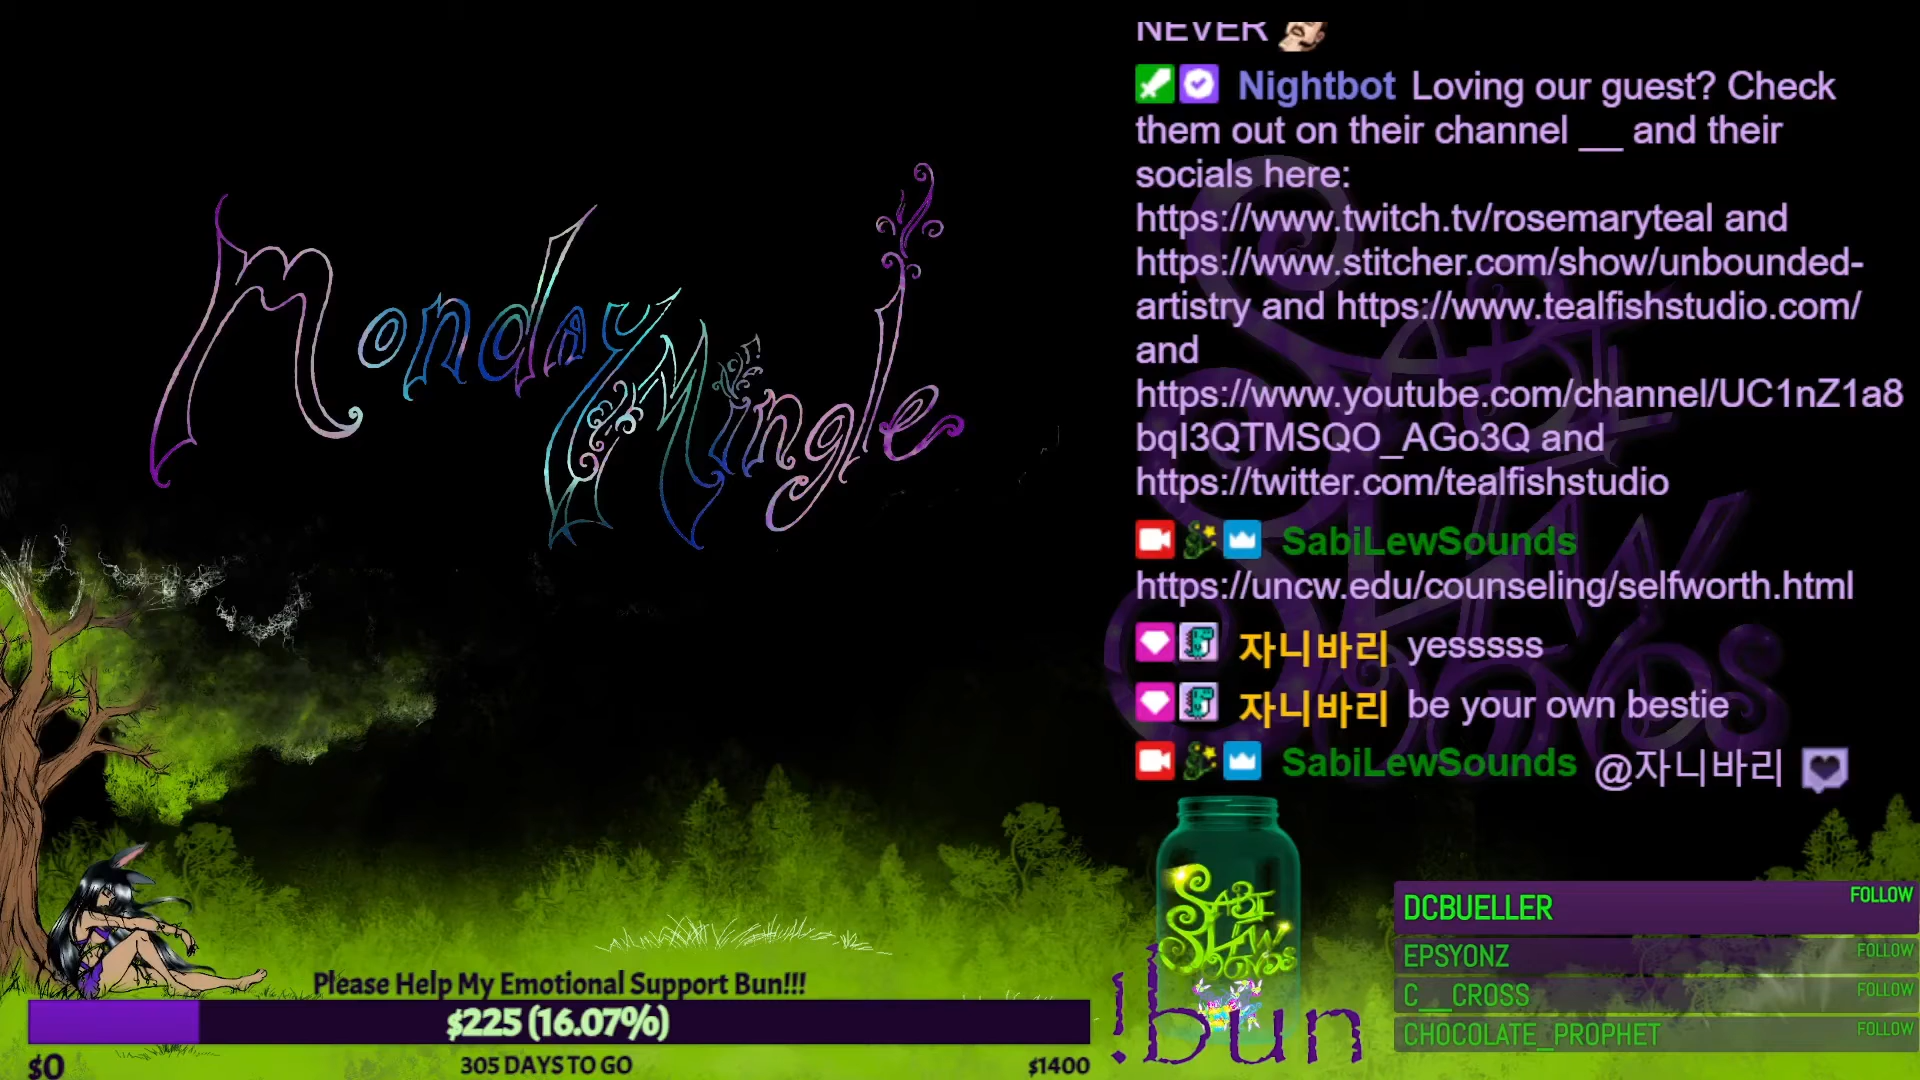 NEVER
Nightbot Loving our guest? Check
them out on their channel __ and their
socials here:
https://www.twitch.tv/rosemaryteal and
https://www.stitcher.com/show/unbounded-
artistry and https://www.tealfishstudio.com/
and
https://www.youtube.com/channel/UC1nZ1a8
bqI3QTMSQO_AGo3Q and
https://twitter.com/tealfishstudio
SabiLewSounds
https://uncw.edu/counseling/selfworth.html
자니바리 yesssss
자니바리 be your own bestie
SabiLewSounds @자니바리
Monday
Mingle
SABI
LEW
SOUNDS
!bun
DCBUELLER FOLLOW
EPSYONZ FOLLOW
C__CROSS FOLLOW
CHOCOLATE_PROPHET FOLLOW
Please Help My Emotional Support Bun!!!
$225 (16.07%)
$0 305 DAYS TO GO $1400